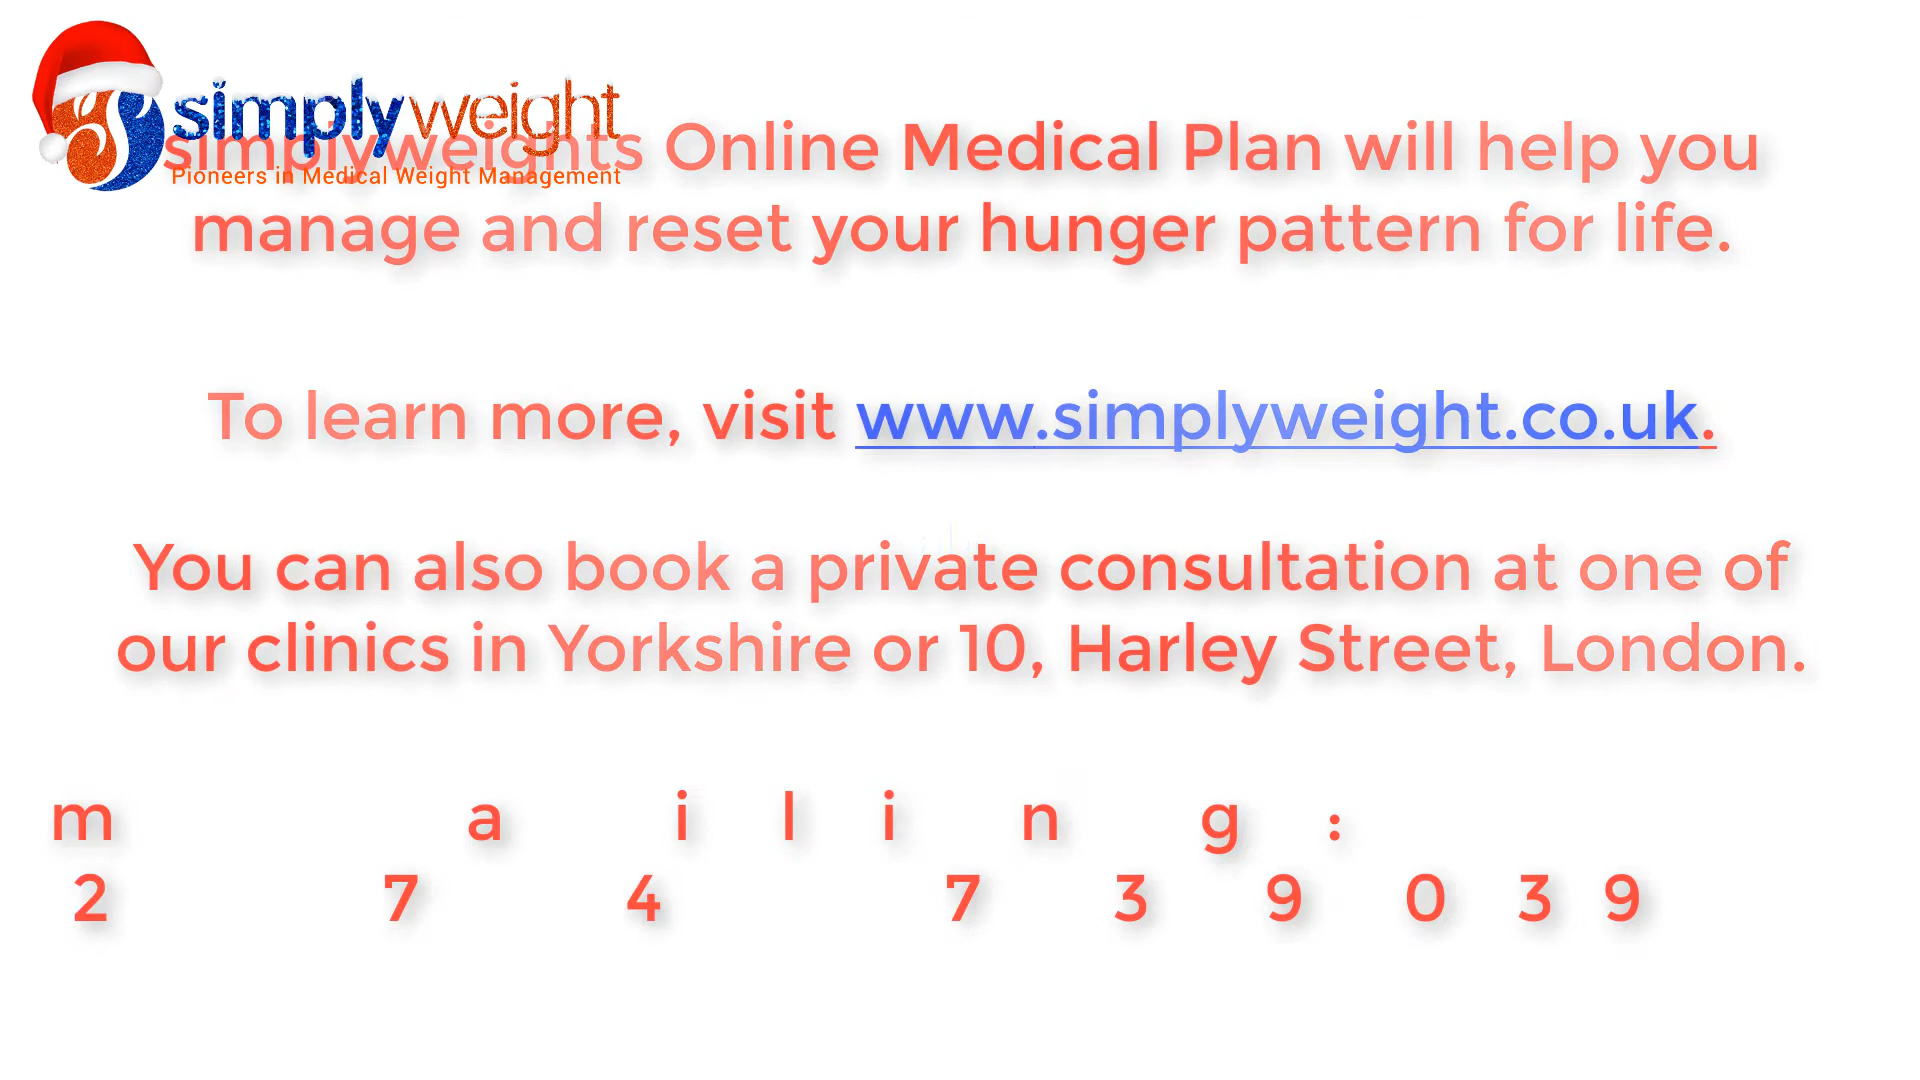 simplyweight
Pioneers in Medical Weight Management
simplyweights Online Medical Plan will help you
manage and reset your hunger pattern for life.
To learn more, visit www.simplyweight.co.uk.
You can also book a private consultation at one of
our clinics in Yorkshire or 10, Harley Street, London.
m a i l i n g :
2 7 4 7 3 9 0 3 9